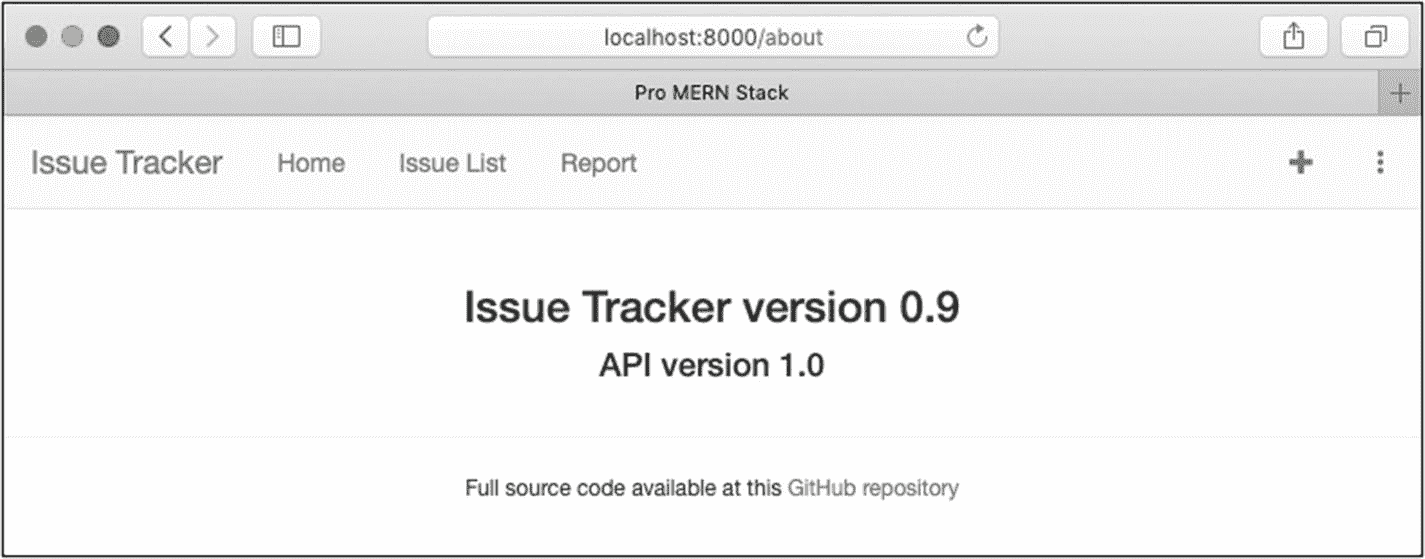 localhost:8000/about
Pro MERN Stack
Issue Tracker Home Issue List Report
Issue Tracker version 0.9
API version 1.0
Full source code available at this GitHub repository